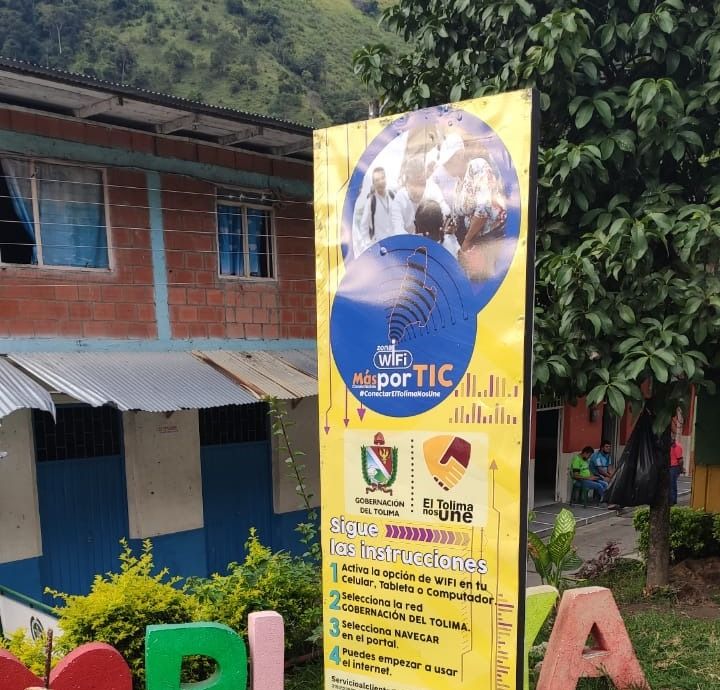 zona
WiFi
Más por TIC
#ConectarElTolimaNosUne
GOBERNACIÓN
DEL TOLIMA
El Tolima
nos UNE
Sigue
las instrucciones
1 Activa la opción de WIFI en tu
Celular, Tableta o Computador
2 Selecciona la red
GOBERNACIÓN DEL TOLIMA.
3 Selecciona NAVEGAR
en el portal.
4 Puedes empezar a usar
el internet.